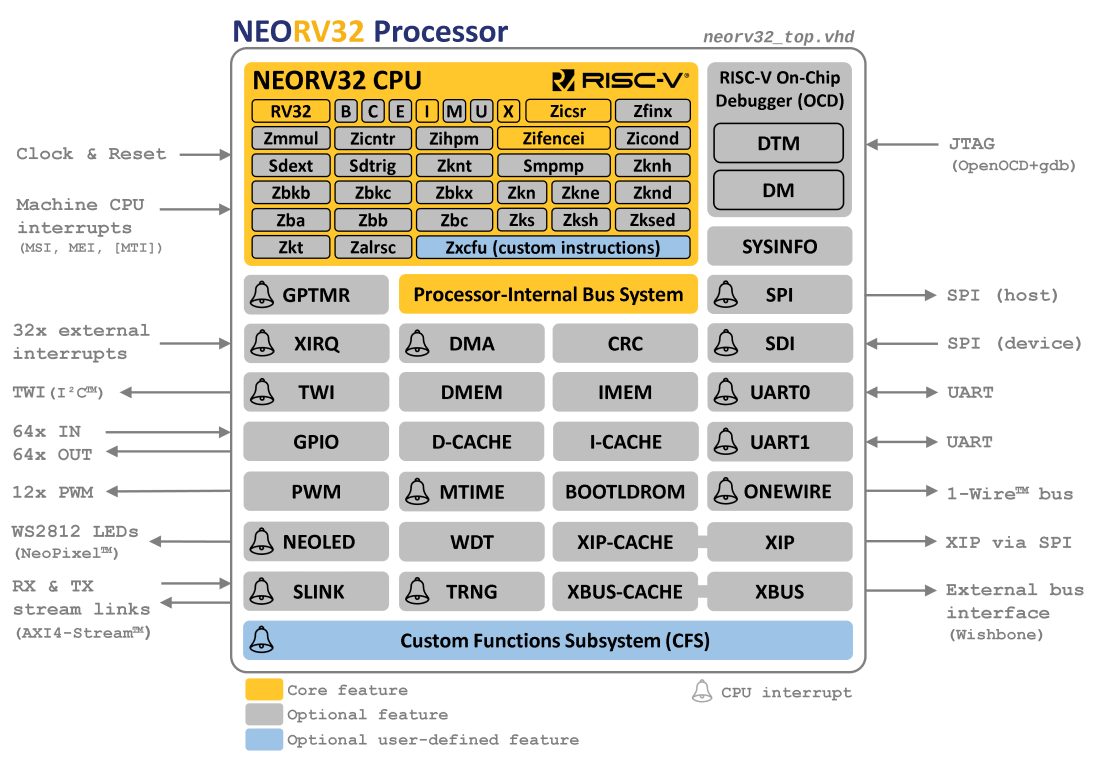 NEORV32 Processor
neorv32_top.vhd
NEORV32 CPU
RISC-V®
RV32 B C E I M U X Zicsr Zfinx
Zmmul Zicntr Zihpm Zifencei Zicond
Sdext Sdtrig Zknt Smpmp Zknh
Zbkb Zbkc Zbkx Zkn Zkne Zknd
Zba Zbb Zbc Zks Zksh Zksed
Zkt Zalrsc Zxcfu (custom instructions)
RISC-V On-Chip
Debugger (OCD)
DTM
DM
SYSINFO
Clock & Reset
Machine CPU
interrupts
(MSI, MEI, [MTI])
JTAG
(OpenOCD+gdb)
GPTMR Processor-Internal Bus System SPI
SPI (host)
32x external
interrupts
XIRQ DMA CRC SDI
SPI (device)
TWI (I²C™)
TWI DMEM IMEM UART0
UART
64x IN
64x OUT
GPIO D-CACHE I-CACHE UART1
UART
12x PWM
PWM MTIME BOOTLDROM ONEWIRE
1-Wire™ bus
WS2812 LEDs
(NeoPixel™)
NEOLED WDT XIP-CACHE XIP
XIP via SPI
RX & TX
stream links
(AXI4-Stream™)
SLINK TRNG XBUS-CACHE XBUS
External bus
interface
(Wishbone)
Custom Functions Subsystem (CFS)
Core feature
Optional feature
Optional user-defined feature
CPU interrupt